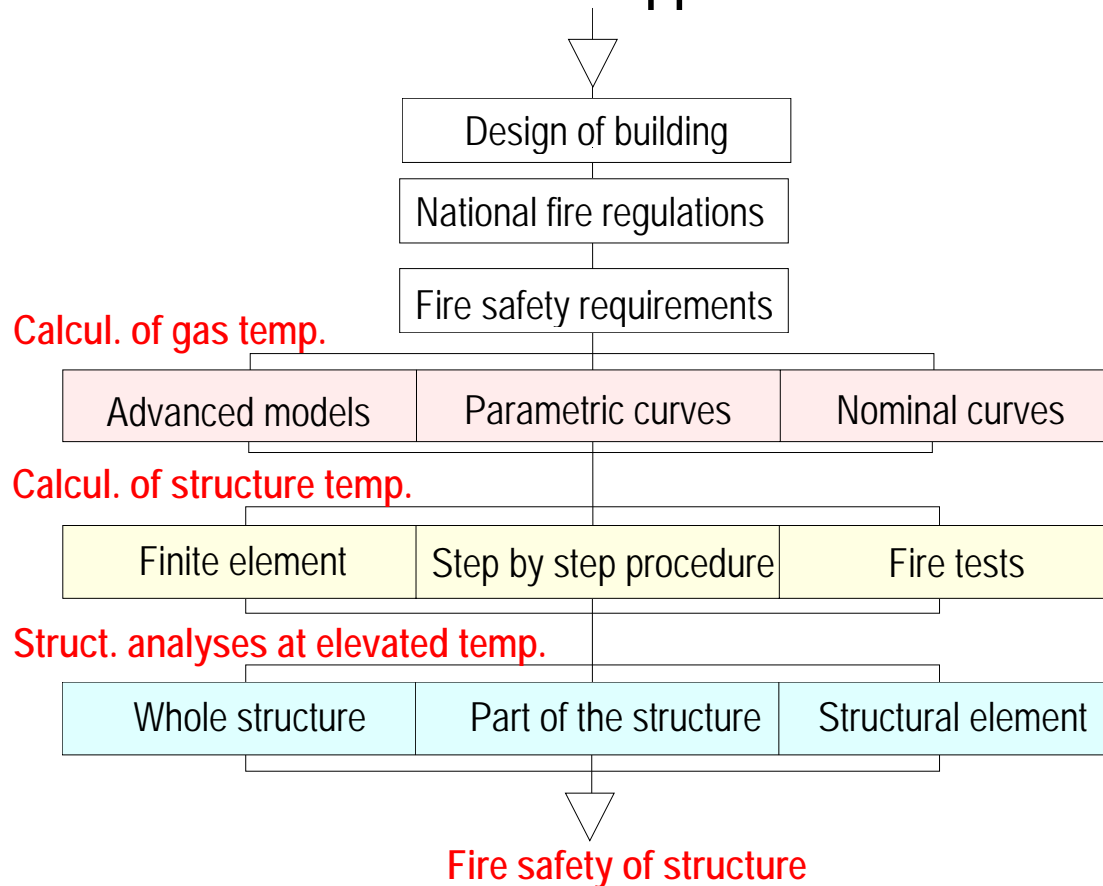 Design of building
National fire regulations
Fire safety requirements
Calcul. of gas temp.
Advanced models
Parametric curves
Nominal curves
Calcul. of structure temp.
Finite element
Step by step procedure
Fire tests
Struct. analyses at elevated temp.
Whole structure
Part of the structure
Structural element
Fire safety of structure